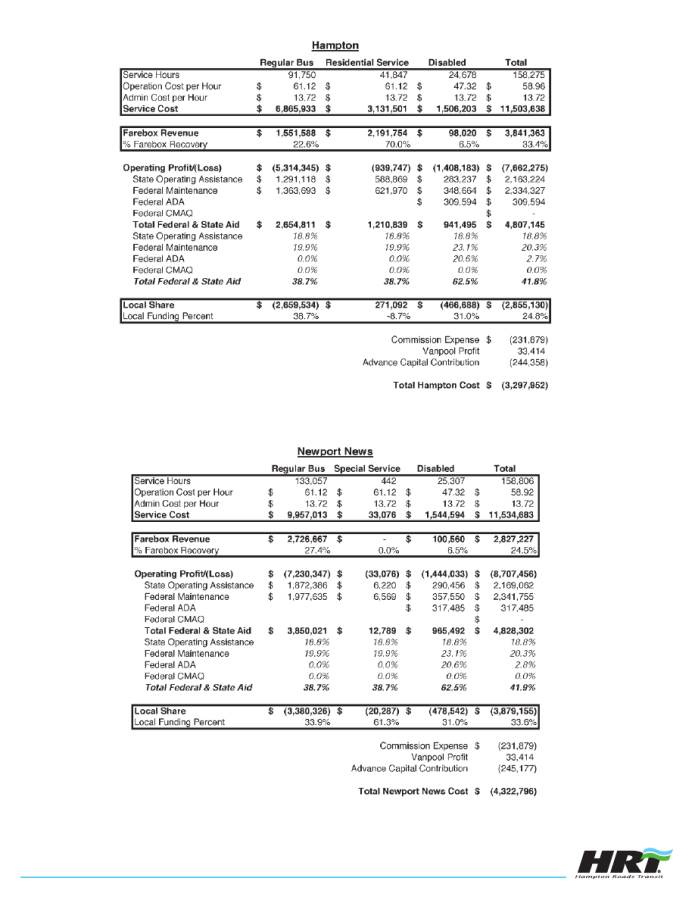 Hampton
Regular Bus Residential Service Disabled Total
Service Hours 91,750 41,847 24,678 158,275
Operation Cost per Hour $ 61.12 $ 61.12 $ 47.32 $ 58.96
Admin Cost per Hour $ 13.72 $ 13.72 $ 13.72 $ 13.72
Service Cost $ 6,865,933 $ 3,131,501 $ 1,506,203 $ 11,503,638
Farebox Revenue $ 1,551,588 $ 2,191,754 $ 98,020 $ 3,841,363
% Farebox Recovery 22.6% 70.0% 6.5% 33.4%
Operating Profit/(Loss) $ (5,314,345) $ (939,747) $ (1,408,183) $ (7,662,275)
State Operating Assistance $ 1,291,118 $ 588,869 $ 283,237 $ 2,163,224
Federal Maintenance $ 1,363,693 $ 621,970 $ 348,664 $ 2,334,327
Federal ADA $ 309,594 $ 309,594
Federal CMAQ $ -
Total Federal & State Aid $ 2,654,811 $ 1,210,839 $ 941,495 $ 4,807,145
State Operating Assistance 18.8% 18.8% 18.8% 18.8%
Federal Maintenance 19.9% 19.9% 23.1% 20.3%
Federal ADA 0.0% 0.0% 20.6% 2.7%
Federal CMAQ 0.0% 0.0% 0.0% 0.0%
Total Federal & State Aid 38.7% 38.7% 62.5% 41.8%
Local Share $ (2,659,534) $ 271,092 $ (466,688) $ (2,855,130)
Local Funding Percent 38.7% -8.7% 31.0% 24.8%
Commission Expense $ (231,879)
Vanpool Profit 33,414
Advance Capital Contribution (244,358)
Total Hampton Cost $ (3,297,952)
Newport News
Regular Bus Special Service Disabled Total
Service Hours 133,057 442 25,307 158,806
Operation Cost per Hour $ 61.12 $ 61.12 $ 47.32 $ 58.92
Admin Cost per Hour $ 13.72 $ 13.72 $ 13.72 $ 13.72
Service Cost $ 9,957,013 $ 33,076 $ 1,544,594 $ 11,534,683
Farebox Revenue $ 2,726,667 $ - $ 100,560 $ 2,827,227
% Farebox Recovery 27.4% 0.0% 6.5% 24.5%
Operating Profit/(Loss) $ (7,230,347) $ (33,076) $ (1,444,033) $ (8,707,456)
State Operating Assistance $ 1,872,386 $ 6,220 $ 290,456 $ 2,169,062
Federal Maintenance $ 1,977,635 $ 6,569 $ 357,550 $ 2,341,755
Federal ADA $ 317,485 $ 317,485
Federal CMAQ $ -
Total Federal & State Aid $ 3,850,021 $ 12,789 $ 965,492 $ 4,828,302
State Operating Assistance 18.8% 18.8% 18.8% 18.8%
Federal Maintenance 19.9% 19.9% 23.1% 20.3%
Federal ADA 0.0% 0.0% 20.6% 2.8%
Federal CMAQ 0.0% 0.0% 0.0% 0.0%
Total Federal & State Aid 38.7% 38.7% 62.5% 41.9%
Local Share $ (3,380,326) $ (20,287) $ (478,542) $ (3,879,155)
Local Funding Percent 33.9% 61.3% 31.0% 33.6%
Commission Expense $ (231,879)
Vanpool Profit 33,414
Advance Capital Contribution (245,177)
Total Newport News Cost $ (4,322,796)
HRT
Hampton Roads Transit